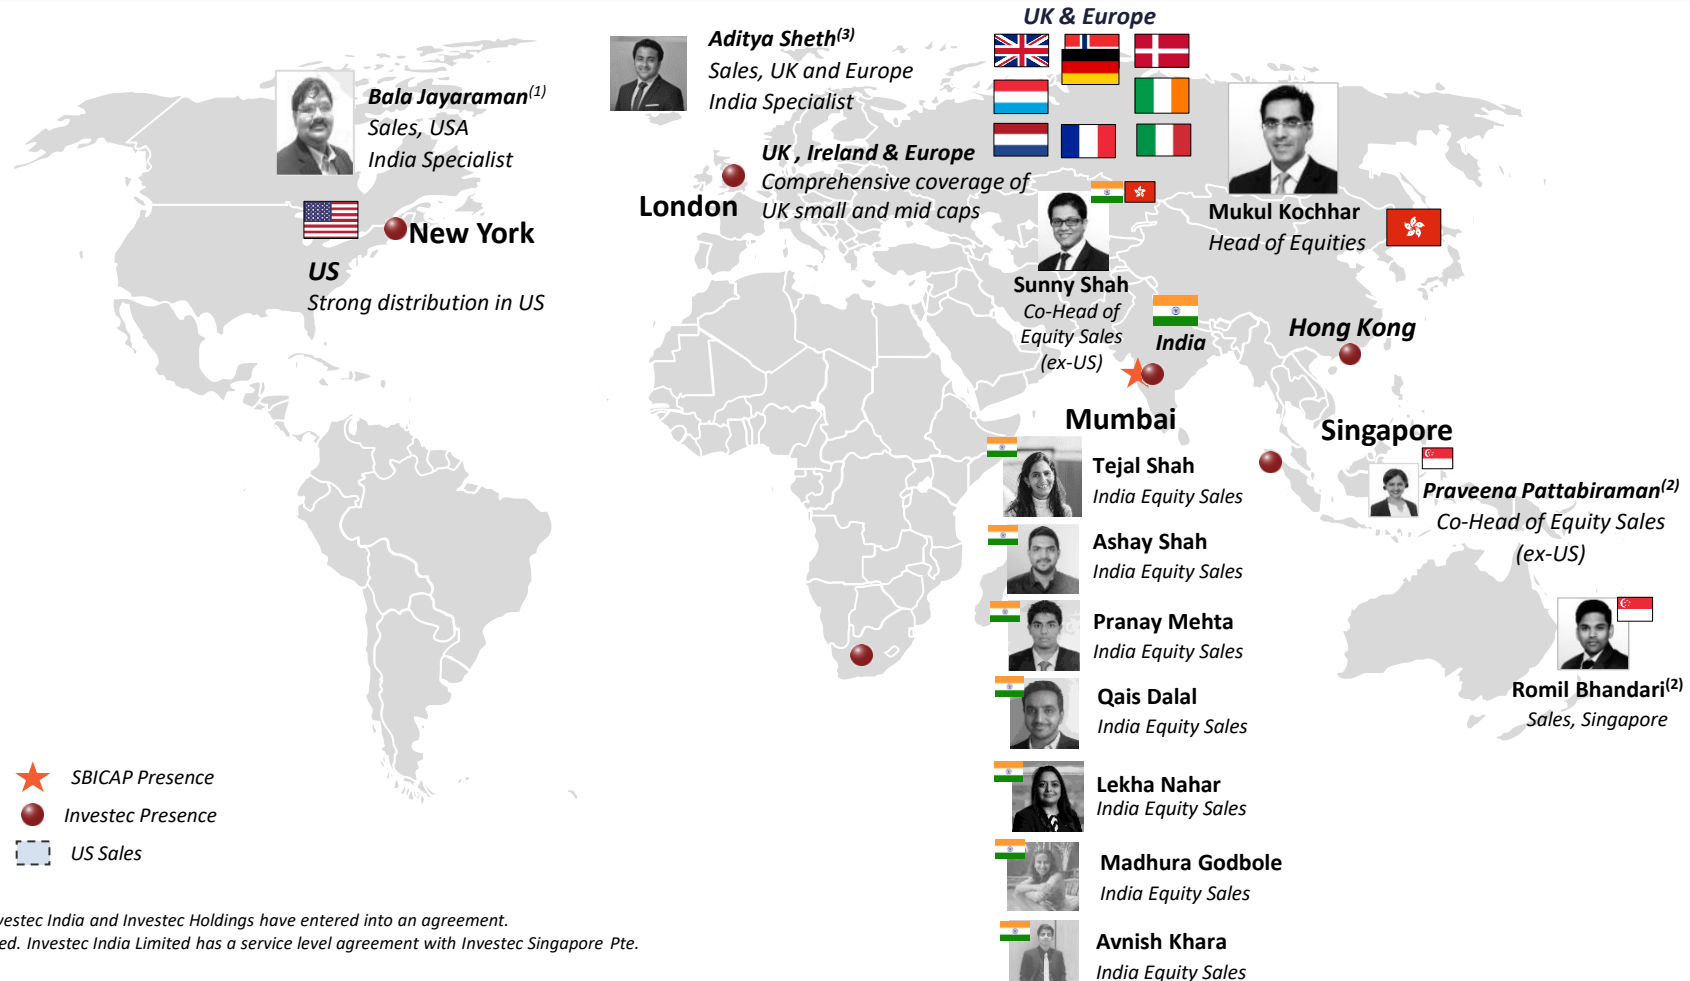 UK & Europe
Aditya Sheth(3)
Sales, UK and Europe
India Specialist
Bala Jayaraman(1)
Sales, USA
India Specialist
UK , Ireland & Europe
Comprehensive coverage of
UK small and mid caps
London
New York
US
Strong distribution in US
Mukul Kochhar
Head of Equities
Sunny Shah
Co-Head of
Equity Sales
(ex-US)
India
Hong Kong
Mumbai
Singapore
Tejal Shah
India Equity Sales
Praveena Pattabiraman(2)
Co-Head of Equity Sales
(ex-US)
Ashay Shah
India Equity Sales
Pranay Mehta
India Equity Sales
Romil Bhandari(2)
Sales, Singapore
Qais Dalal
India Equity Sales
Lekha Nahar
India Equity Sales
Madhura Godbole
India Equity Sales
Avnish Khara
India Equity Sales
SBICAP Presence
Investec Presence
US Sales
vestec India and Investec Holdings have entered into an agreement.
ed. Investec India Limited has a service level agreement with Investec Singapore Pte.